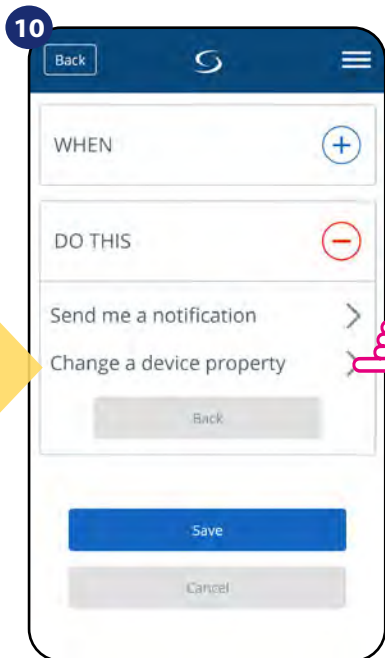 10
Back
WHEN
DO THIS
Send me a notification
Change a device property
Back
Save
Cancel